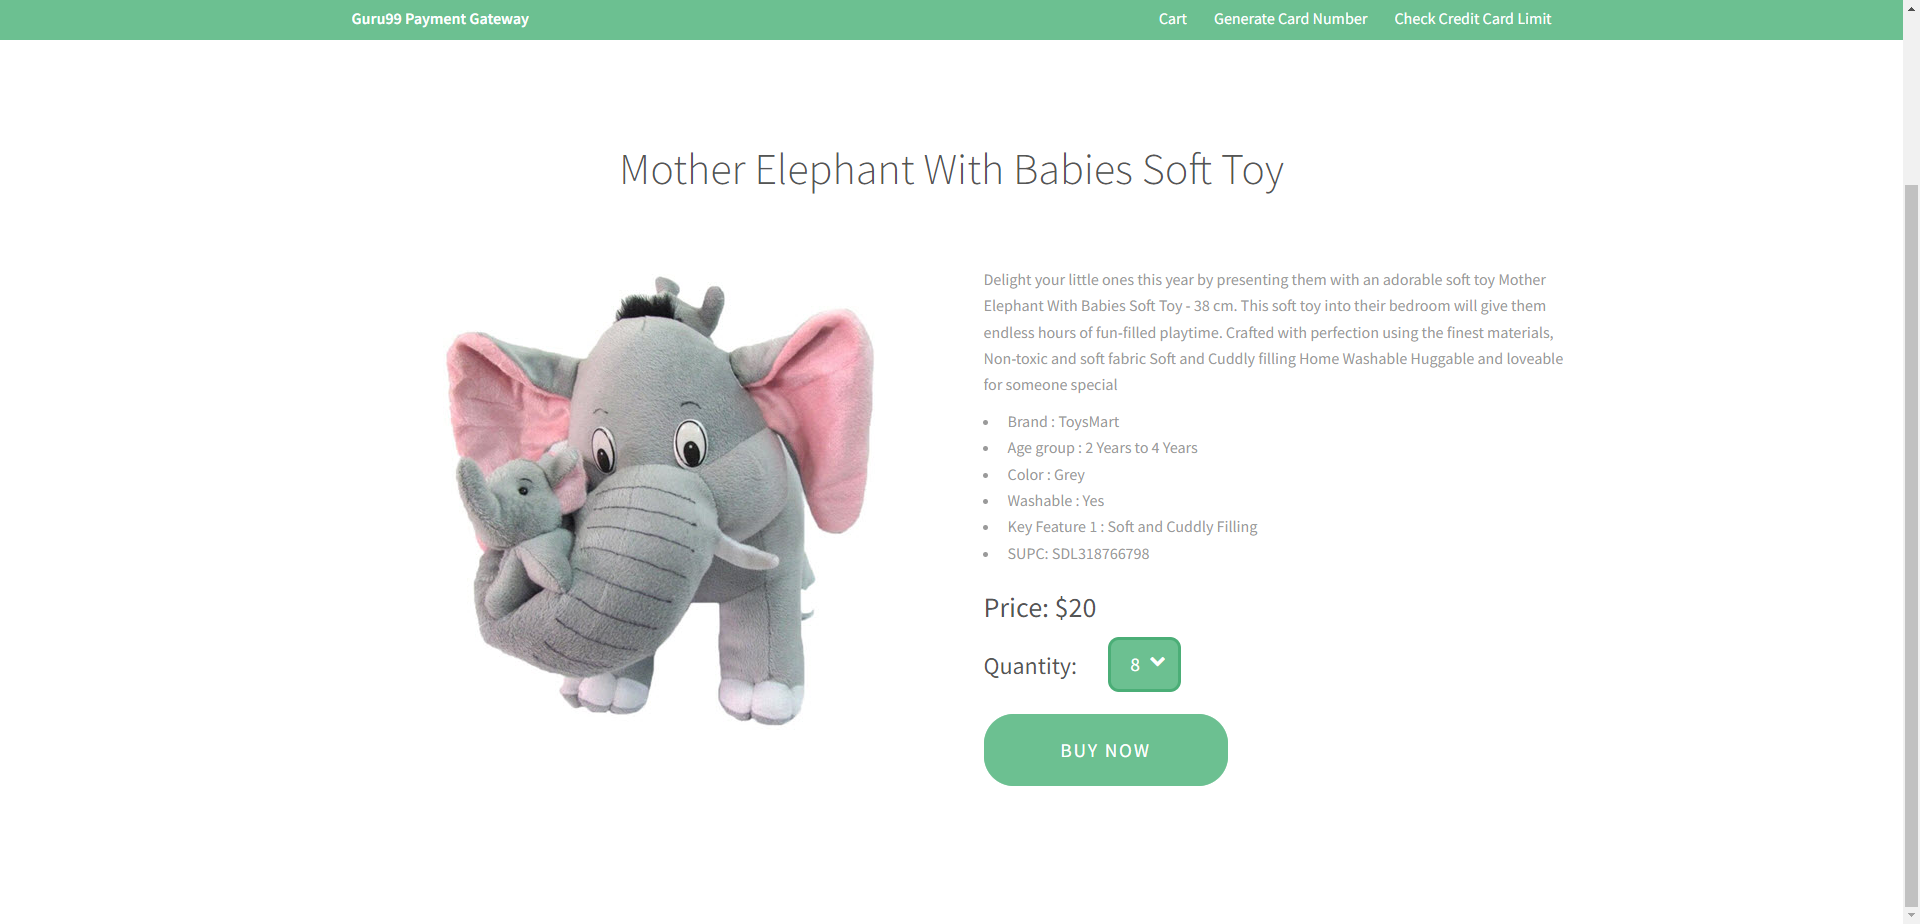 Guru99 Payment Gateway
Cart Generate Card Number Check Credit Card Limit
Mother Elephant With Babies Soft Toy
Delight your little ones this year by presenting them with an adorable soft toy Mother
Elephant With Babies Soft Toy - 38 cm. This soft toy into their bedroom will give them
endless hours of fun-filled playtime. Crafted with perfection using the finest materials,
Non-toxic and soft fabric Soft and Cuddly filling Home Washable Huggable and loveable
for someone special
• Brand : ToysMart
• Age group : 2 Years to 4 Years
• Color : Grey
• Washable : Yes
• Key Feature 1 : Soft and Cuddly Filling
• SUPC: SDL318766798
Price: $20
Quantity: 8
BUY NOW